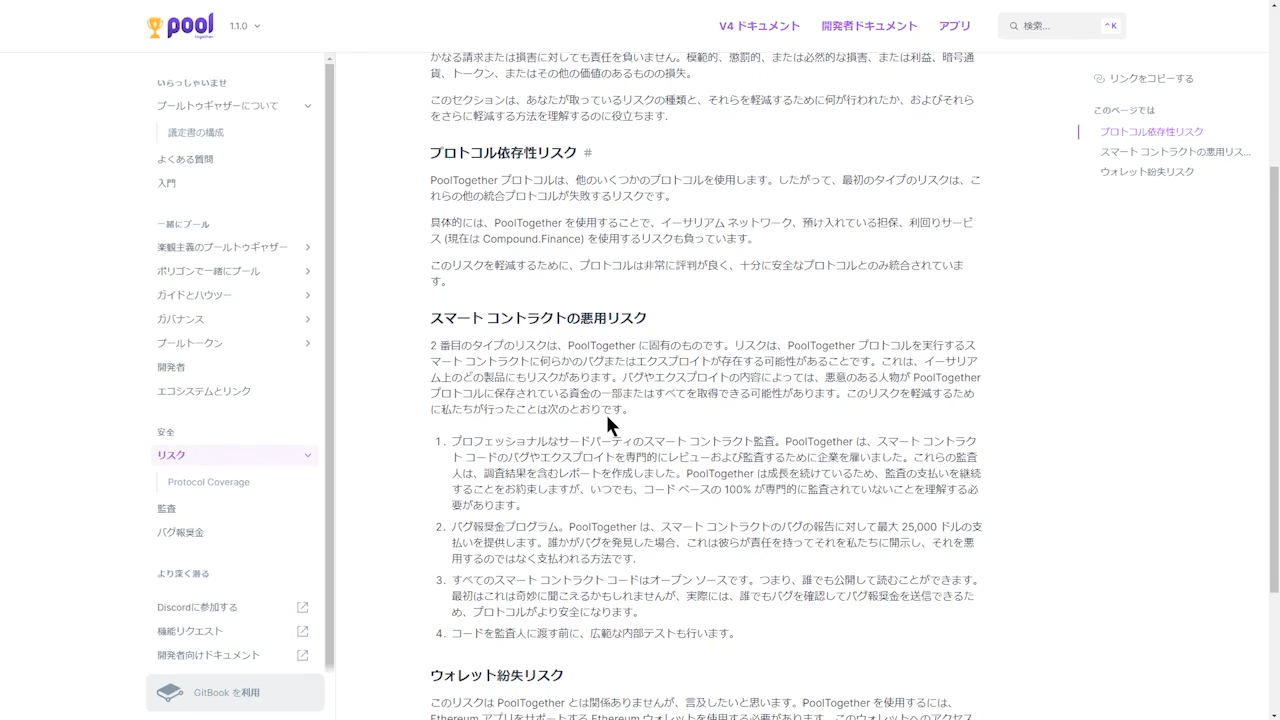 pool
together
1.1.0
V4 ドキュメント
開発者ドキュメント
アプリ
検索...
^K
いらっしゃいませ
プールトゥギャザーについて
議定書の構成
よくある質問
入門
一緒にプール
楽観主義のプールトゥギャザー
ポリゴンで一緒にプール
ガイドとハウツー
ガバナンス
プールトークン
開発者
エコシステムとリンク
安全
リスク
Protocol Coverage
監査
バグ報奨金
より深く潜る
Discordに参加する
機能リクエスト
開発者向けドキュメント
GitBook を利用
かなる請求または損害に対しても責任を負いません。模範的、懲罰的、または必然的な損害、または利益、暗号通
貨、トークン、またはその他の価値のあるものの損失。
このセクションは、あなたが取っているリスクの種類と、それらを軽減するために何が行われたか、およびそれら
をさらに軽減する方法を理解するのに役立ちます.
プロトコル依存性リスク #
PoolTogether プロトコルは、他のいくつかのプロトコルを使用します。したがって、最初のタイプのリスクは、こ
れらの他の統合プロトコルが失敗するリスクです。
具体的には、PoolTogether を使用することで、イーサリアム ネットワーク、預け入れている担保、利回りサービ
ス (現在は Compound.Finance) を使用するリスクも負っています。
このリスクを軽減するために、プロトコルは非常に評判が良く、十分に安全なプロトコルとのみ統合されていま
す。
スマート コントラクトの悪用リスク
2 番目のタイプのリスクは、PoolTogether に固有のものです。リスクは、PoolTogether プロトコルを実行するス
マート コントラクトに何らかのバグまたはエクスプロイトが存在する可能性があることです。これは、イーサリア
ム上のどの製品にもリスクがあります。バグやエクスプロイトの内容によっては、悪意のある人物が PoolTogether
プロトコルに保存されている資金の一部またはすべてを取得できる可能性があります。このリスクを軽減するため
に私たちが行ったことは次のとおりです。
1. プロフェッショナルなサードパーティのスマート コントラクト監査。PoolTogether は、スマート コントラク
ト コードのバグやエクスプロイトを専門的にレビューおよび監査するために企業を雇いました。これらの監査
人は、調査結果を含むレポートを作成しました。PoolTogether は成長を続けているため、監査の支払いを継続
することをお約束しますが、いつでも、コード ベースの 100% が専門的に監査されていないことを理解する必
要があります。
2. バグ報奨金プログラム。PoolTogether は、スマート コントラクトのバグの報告に対して最大 25,000 ドルの支
払いを提供します。誰かがバグを発見した場合、これは彼らが責任を持ってそれを私たちに開示し、それを悪
用するのではなく支払われる方法です.
3. すべてのスマート コントラクト コードはオープン ソースです。つまり、誰でも公開して読むことができます。
最初はこれは奇妙に聞こえるかもしれませんが、実際には、誰でもバグを確認してバグ報奨金を送信できるた
め、プロトコルがより安全になります。
4. コードを監査人に渡す前に、広範な内部テストも行います。
ウォレット紛失リスク
このリスクは PoolTogether とは関係ありませんが、言及したいと思います。PoolTogether を使用するには、
Ethereum アプリをサポートする Ethereum ウォレットを使用する必要があります。このウォレットへのアクセス
リンクをコピーする
このページでは
プロトコル依存性リスク
スマート コントラクトの悪用リス...
ウォレット紛失リスク